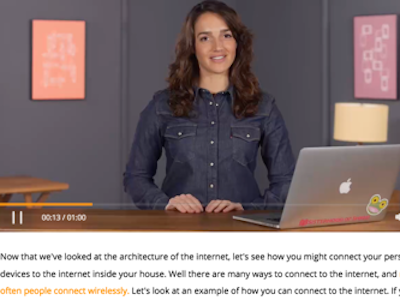 00:13 / 01:00
Now that we've looked at the architecture of the internet, let's see how you might connect your pers
devices to the internet inside your house. Well there are many ways to connect to the internet, and
often people connect wirelessly. Let's look at an example of how you can connect to the internet. If y